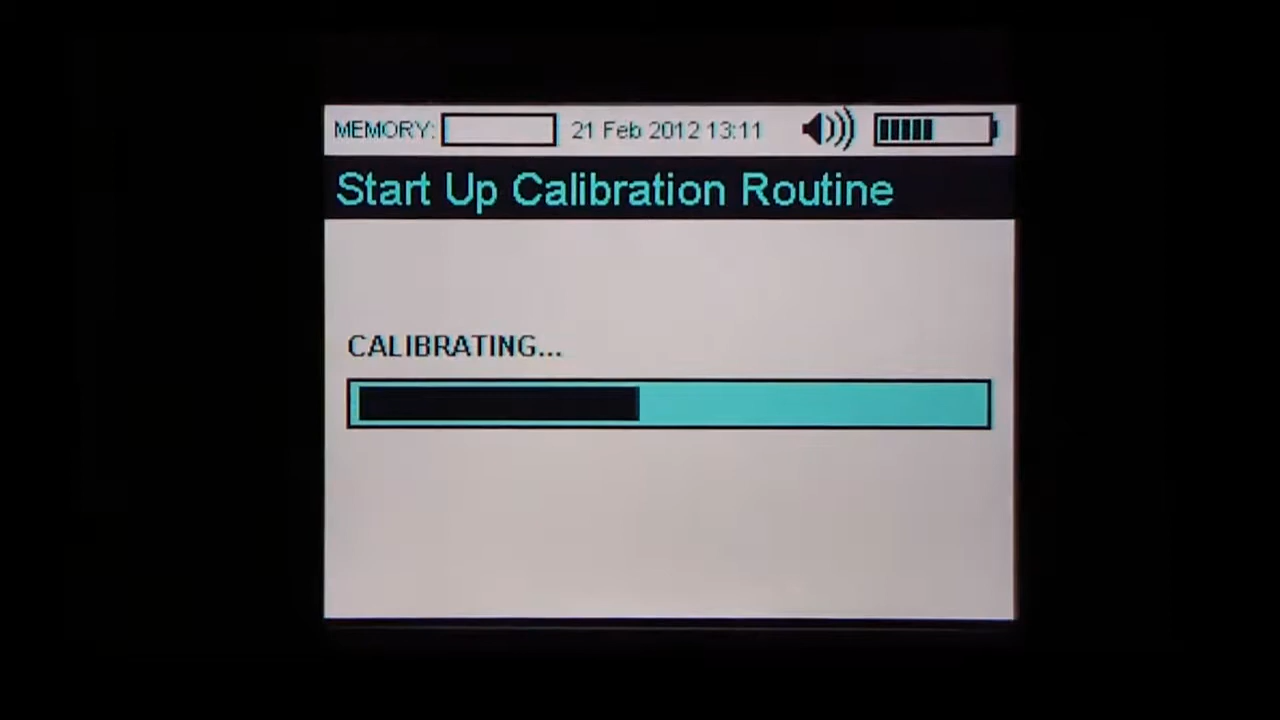 MEMORY: 21 Feb 2012 13:11
Start Up Calibration Routine
CALIBRATING...